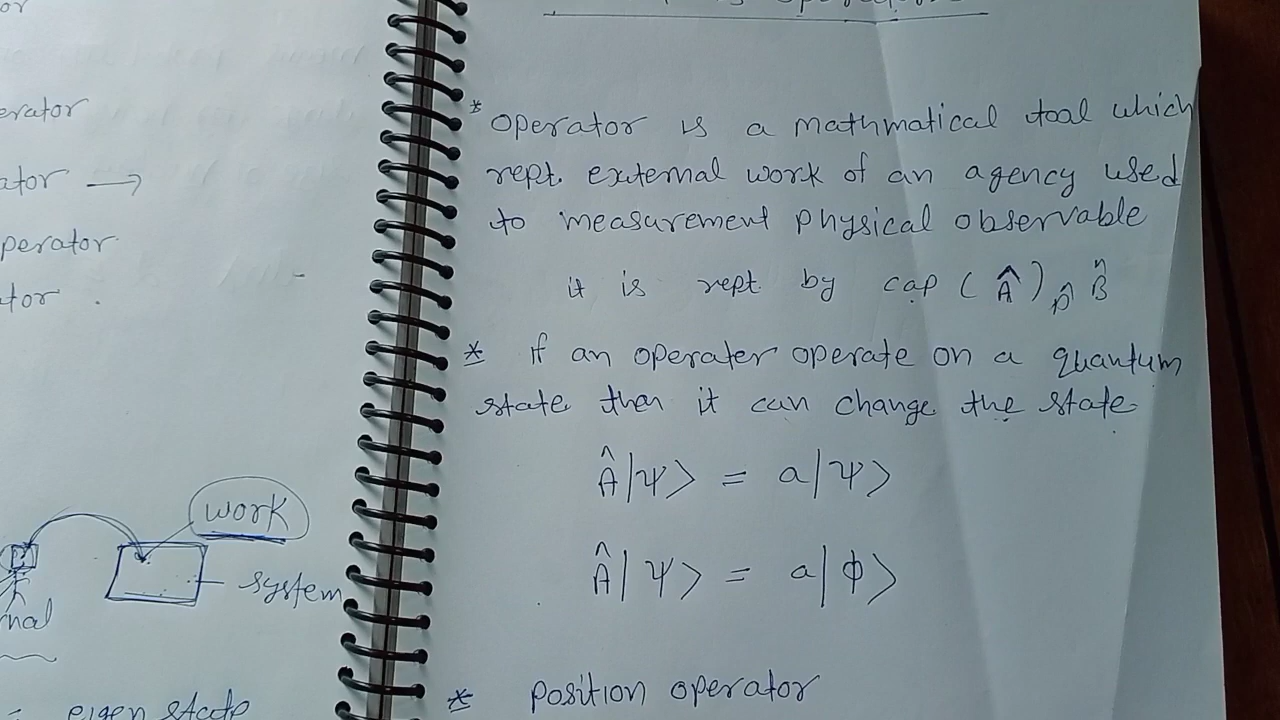 erator
ator →
perator
tor .
work
system
rnal
= eigen state
* operator is a mathmatical tool which
rept. external work of an agency used
to measurement physical observable
it is rept. by cap (Â), p̂ B̂
* if an operater operate on a quantum
state then it can change the state
Â|Ψ> = a|Ψ>
Â|Ψ> = a|ϕ>
* position operator